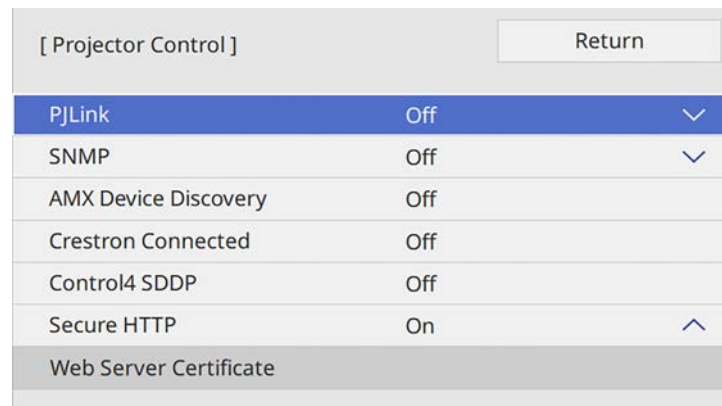 [ Projector Control ] Return
PJLink Off
SNMP Off
AMX Device Discovery Off
Crestron Connected Off
Control4 SDDP Off
Secure HTTP On
Web Server Certificate